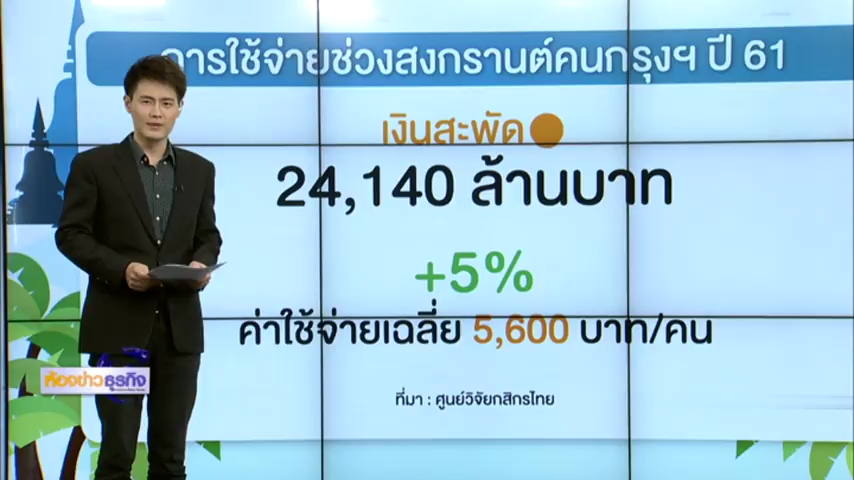 การใช้จ่ายช่วงสงกรานต์คนกรุงฯ ปี 61
เงินสะพัด
24,140 ล้านบาท
+5%
ค่าใช้จ่ายเฉลี่ย 5,600 บาท/คน
ที่มา : ศูนย์วิจัยกสิกรไทย
ห้องข่าวธุรกิจ